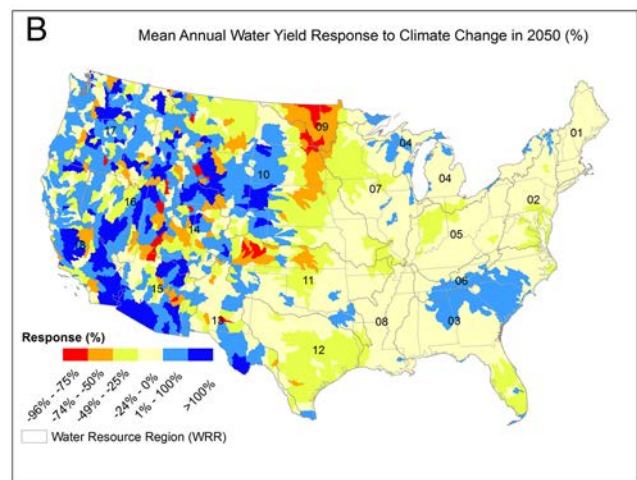 B
Mean Annual Water Yield Response to Climate Change in 2050 (%)
01
02
03
04
04
05
06
07
08
09
10
11
12
13
14
15
16
17
18
Response (%)
-96% - -75%
-74% - -50%
-49% - -25%
-24% - 0%
1% - 100%
>100%
Water Resource Region (WRR)